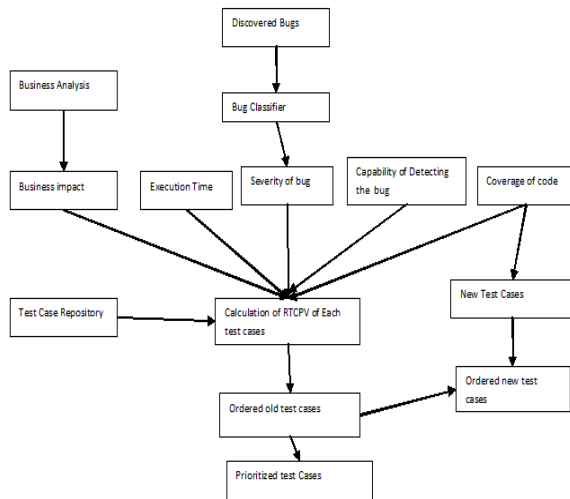 Discovered Bugs
Business Analysis
Bug Classifier
Business impact
Execution Time
Severity of bug
Capability of Detecting
the bug
Coverage of code
Test Case Repository
Calculation of RTCPV of Each
test cases
New Test Cases
Ordered old test cases
Ordered new test
cases
Prioritized test Cases